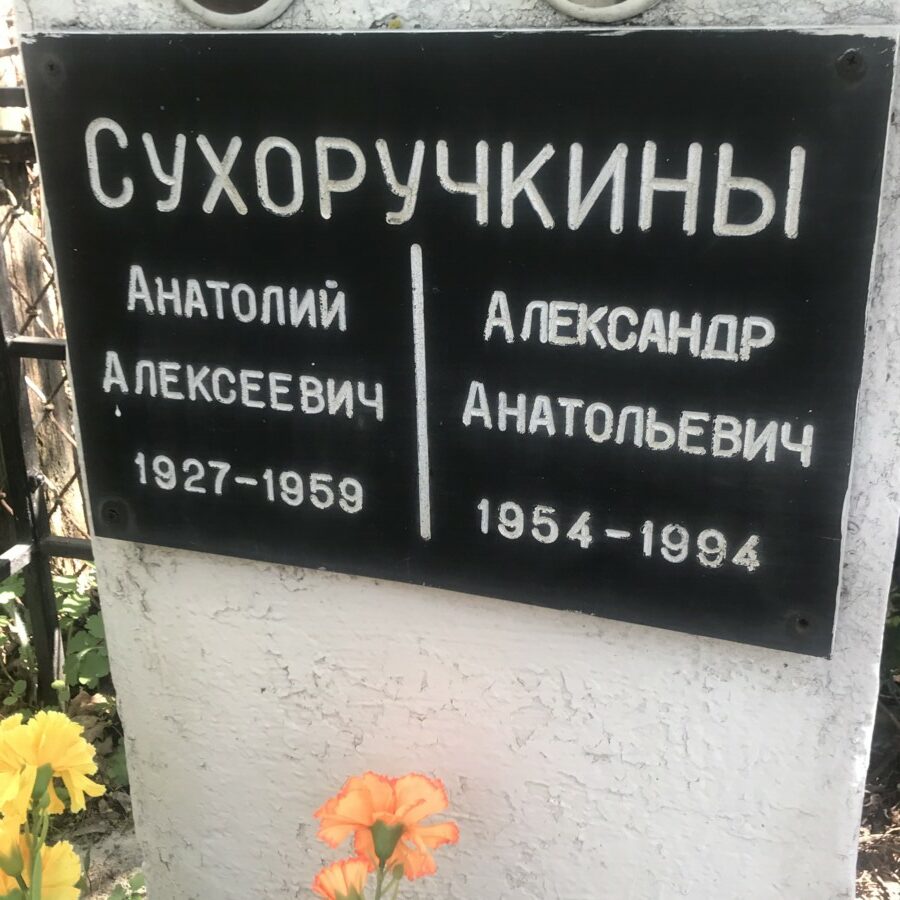 СУХОРУЧКИНЫ
АНАТОЛИЙ
АЛЕКСЕЕВИЧ
1927-1959
АЛЕКСАНДР
АНАТОЛЬЕВИЧ
1954-1994